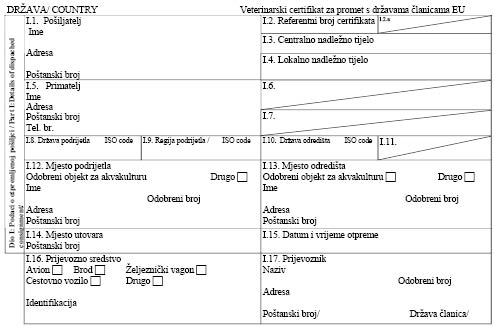 DRŽAVA/ COUNTRY
Veterinarski certifikat za promet s državama članicama EU
Dio I: Podaci o otpremljenoj pošiljci / Part I:Details of dispached consignment/
I.1. Pošiljatelj
Ime
Adresa
Poštanski broj
I.2. Referentni broj certifikata
I.2.a
I.3. Centralno nadležno tijelo
I.4. Lokalno nadležno tijelo
I.5. Primatelj
Ime
Adresa
Poštanski broj
Tel. br.
I.6.
I.7.
I.8. Država podrijetla ISO code
I.9. Regija podrijetla / ISO code
I.10. Država odredišta ISO code
I.11.
I.12. Mjesto podrijetla
Odobreni objekt za akvakulturu Drugo
Ime
Odobreni broj
Adresa
Poštanski broj
I.13. Mjesto odredišta
Odobreni objekt za akvakulturu Drugo
Ime
Odobreni broj
Adresa
Poštanski broj
I.14. Mjesto utovara
Poštanski broj
I.15. Datum i vrijeme otpreme
I.16. Prijevozno sredstvo
Avion Brod Željeznički vagon
Cestovno vozilo Drugo
Identifikacija
I.17. Prijevoznik
Naziv
Odobreni broj
Adresa
Poštanski broj/ Država članica/